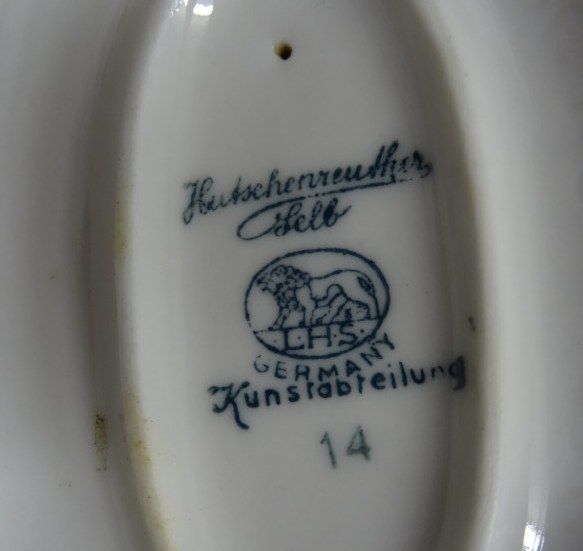 Hutschenreuther
Selb
L.H.S.
GERMANY
Kunstabteilung
14